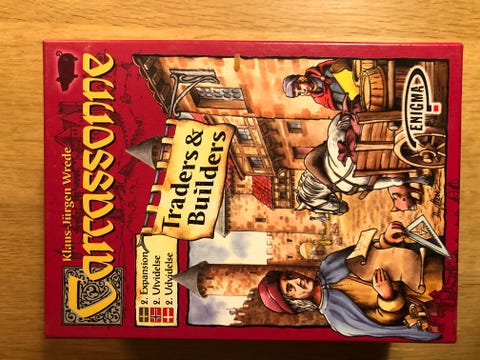 Klaus-Jürgen Wrede
Carcassonne
Traders &
Builders
2. Expansion
2. Utvidelse
2. Udvidelse
ENIGMA